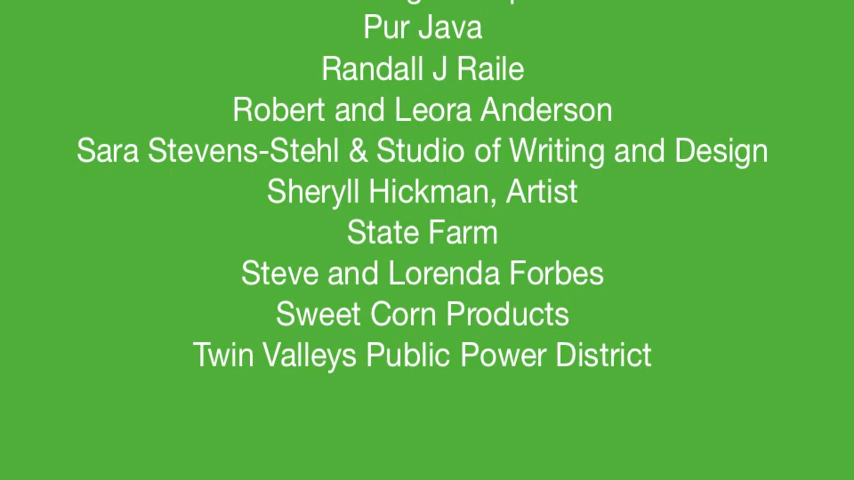 Pur Java
Randall J Raile
Robert and Leora Anderson
Sara Stevens-Stehl & Studio of Writing and Design
Sheryll Hickman, Artist
State Farm
Steve and Lorenda Forbes
Sweet Corn Products
Twin Valleys Public Power District